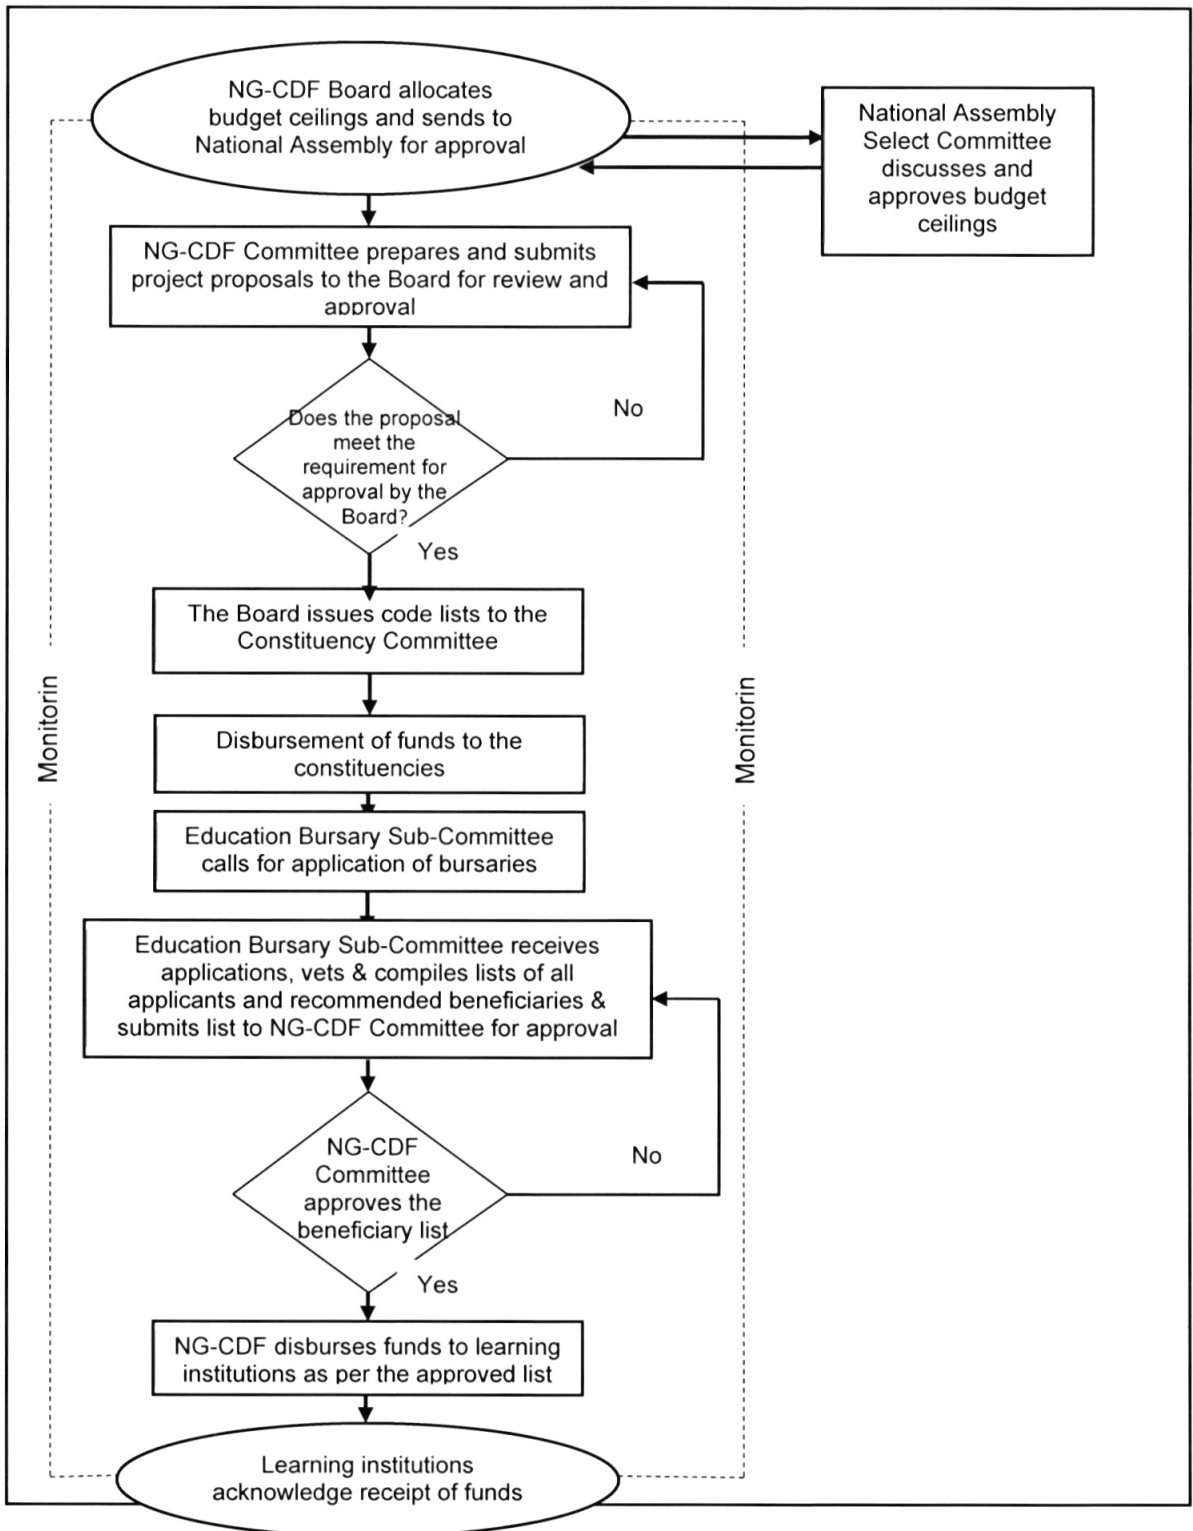 NG-CDF Board allocates
budget ceilings and sends to
National Assembly for approval
National Assembly
Select Committee
discusses and
approves budget
ceilings
NG-CDF Committee prepares and submits
project proposals to the Board for review and
approval
Does the proposal
meet the
requirement for
approval by the
Board?
No
Yes
The Board issues code lists to the
Constituency Committee
Monitorin
Monitorin
Disbursement of funds to the
constituencies
Education Bursary Sub-Committee
calls for application of bursaries
Education Bursary Sub-Committee receives
applications, vets & compiles lists of all
applicants and recommended beneficiaries &
submits list to NG-CDF Committee for approval
NG-CDF
Committee
approves the
beneficiary list
No
Yes
NG-CDF disburses funds to learning
institutions as per the approved list
Learning institutions
acknowledge receipt of funds